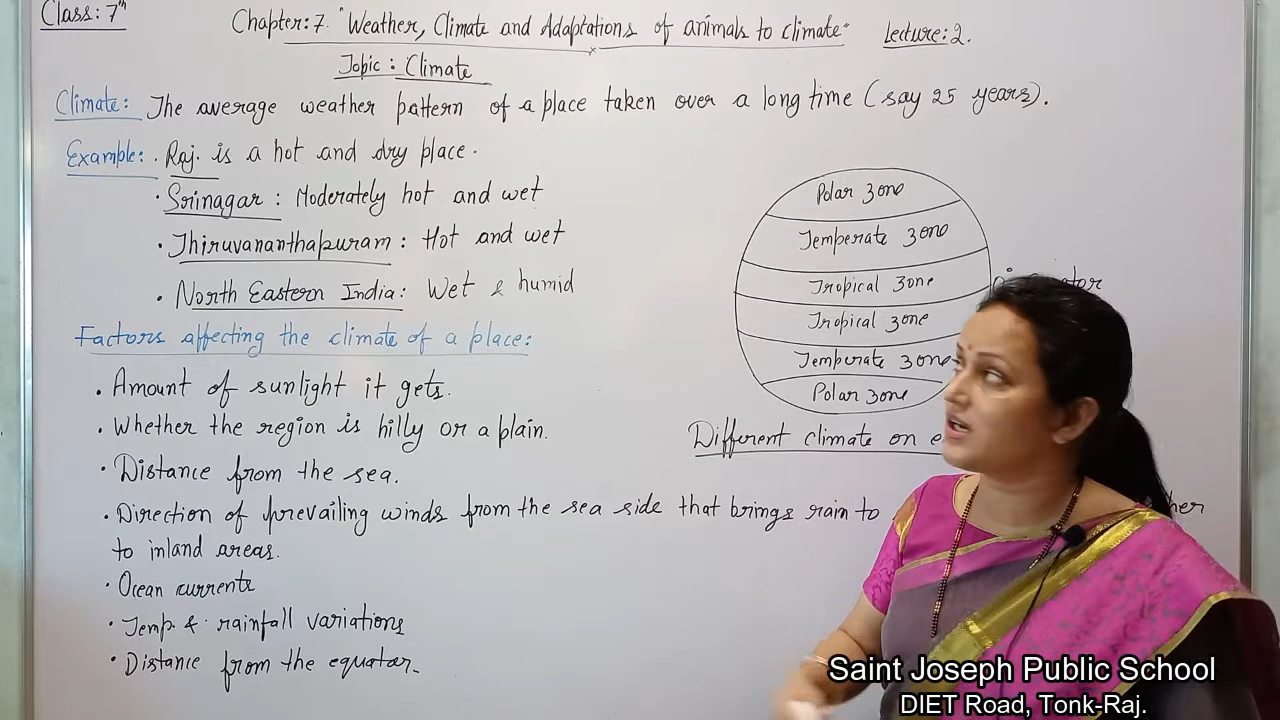 Class: 7th
Chapter: 7. "Weather, Climate and Adaptations of animals to climate"
Lecture: 2.
Topic: Climate
Climate: The average weather pattern of a place taken over a long time (say 25 years).
Example: . Raj. is a hot and dry place.
· Srinagar: Moderately hot and wet
· Thiruvananthapuram: Hot and wet
· North Eastern India: Wet & humid
Polar zone
Temperate zone
Tropical zone
Tropical zone
Temperate zone
Polar zone
Different climate on
Factors affecting the climate of a place:
· Amount of sunlight it gets.
· Whether the region is hilly or a plain.
· Distance from the sea.
· Direction of prevailing winds from the sea side that brings rain to
to inland areas.
· Ocean currents
· Temp. & rainfall variations
· Distance from the equator.
Saint Joseph Public School
DIET Road, Tonk-Raj.